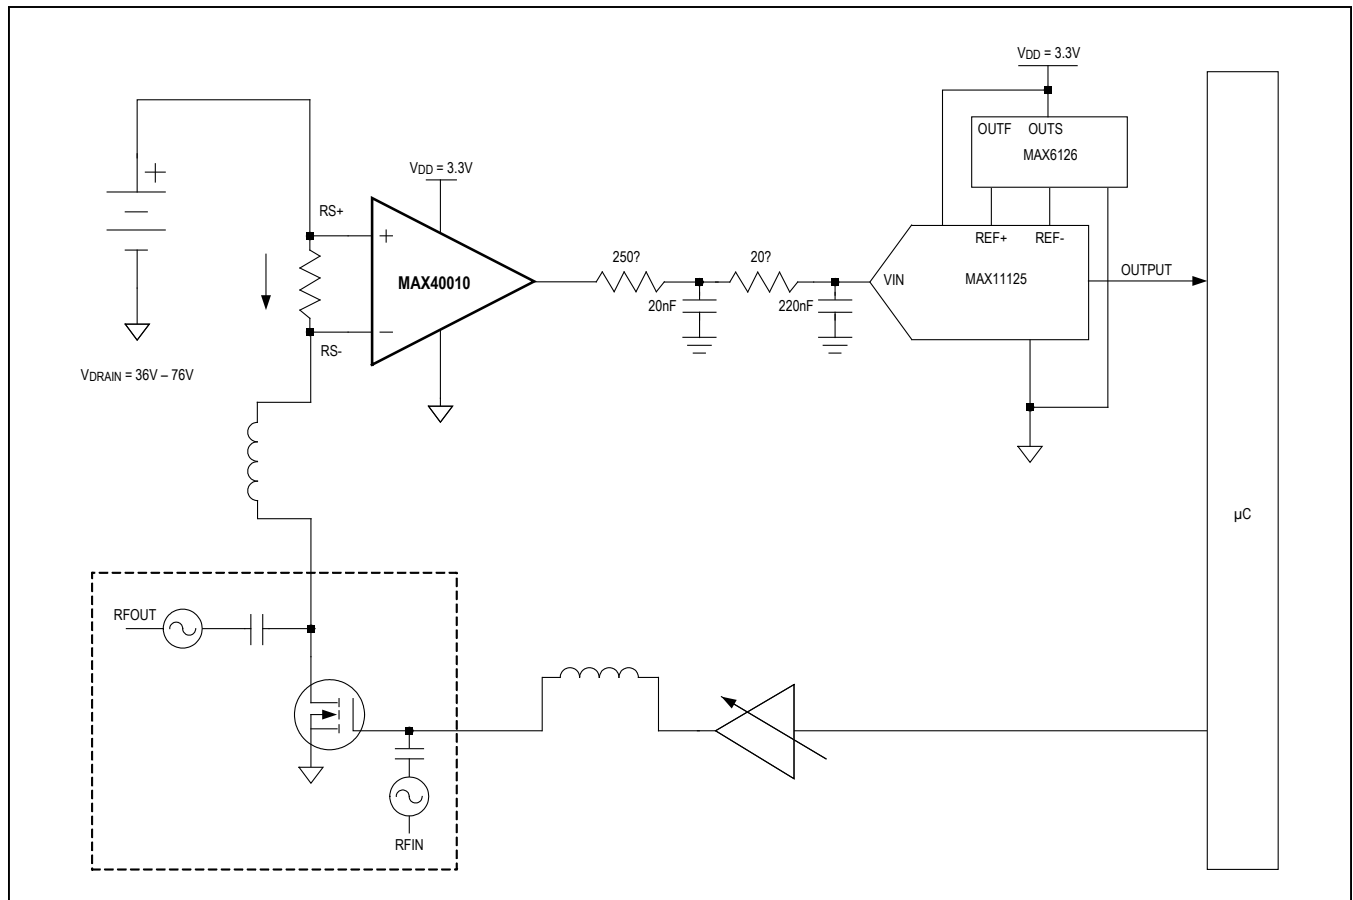 VDD = 3.3V
OUTF OUTS
MAX6126
VDD = 3.3V
RS+
+
+
REF+ REF-
MAX40010
250?
20?
VIN
MAX11125
OUTPUT
20nF
220nF
−
RS-
VDRAIN = 36V – 76V
µC
RFOUT
RFIN